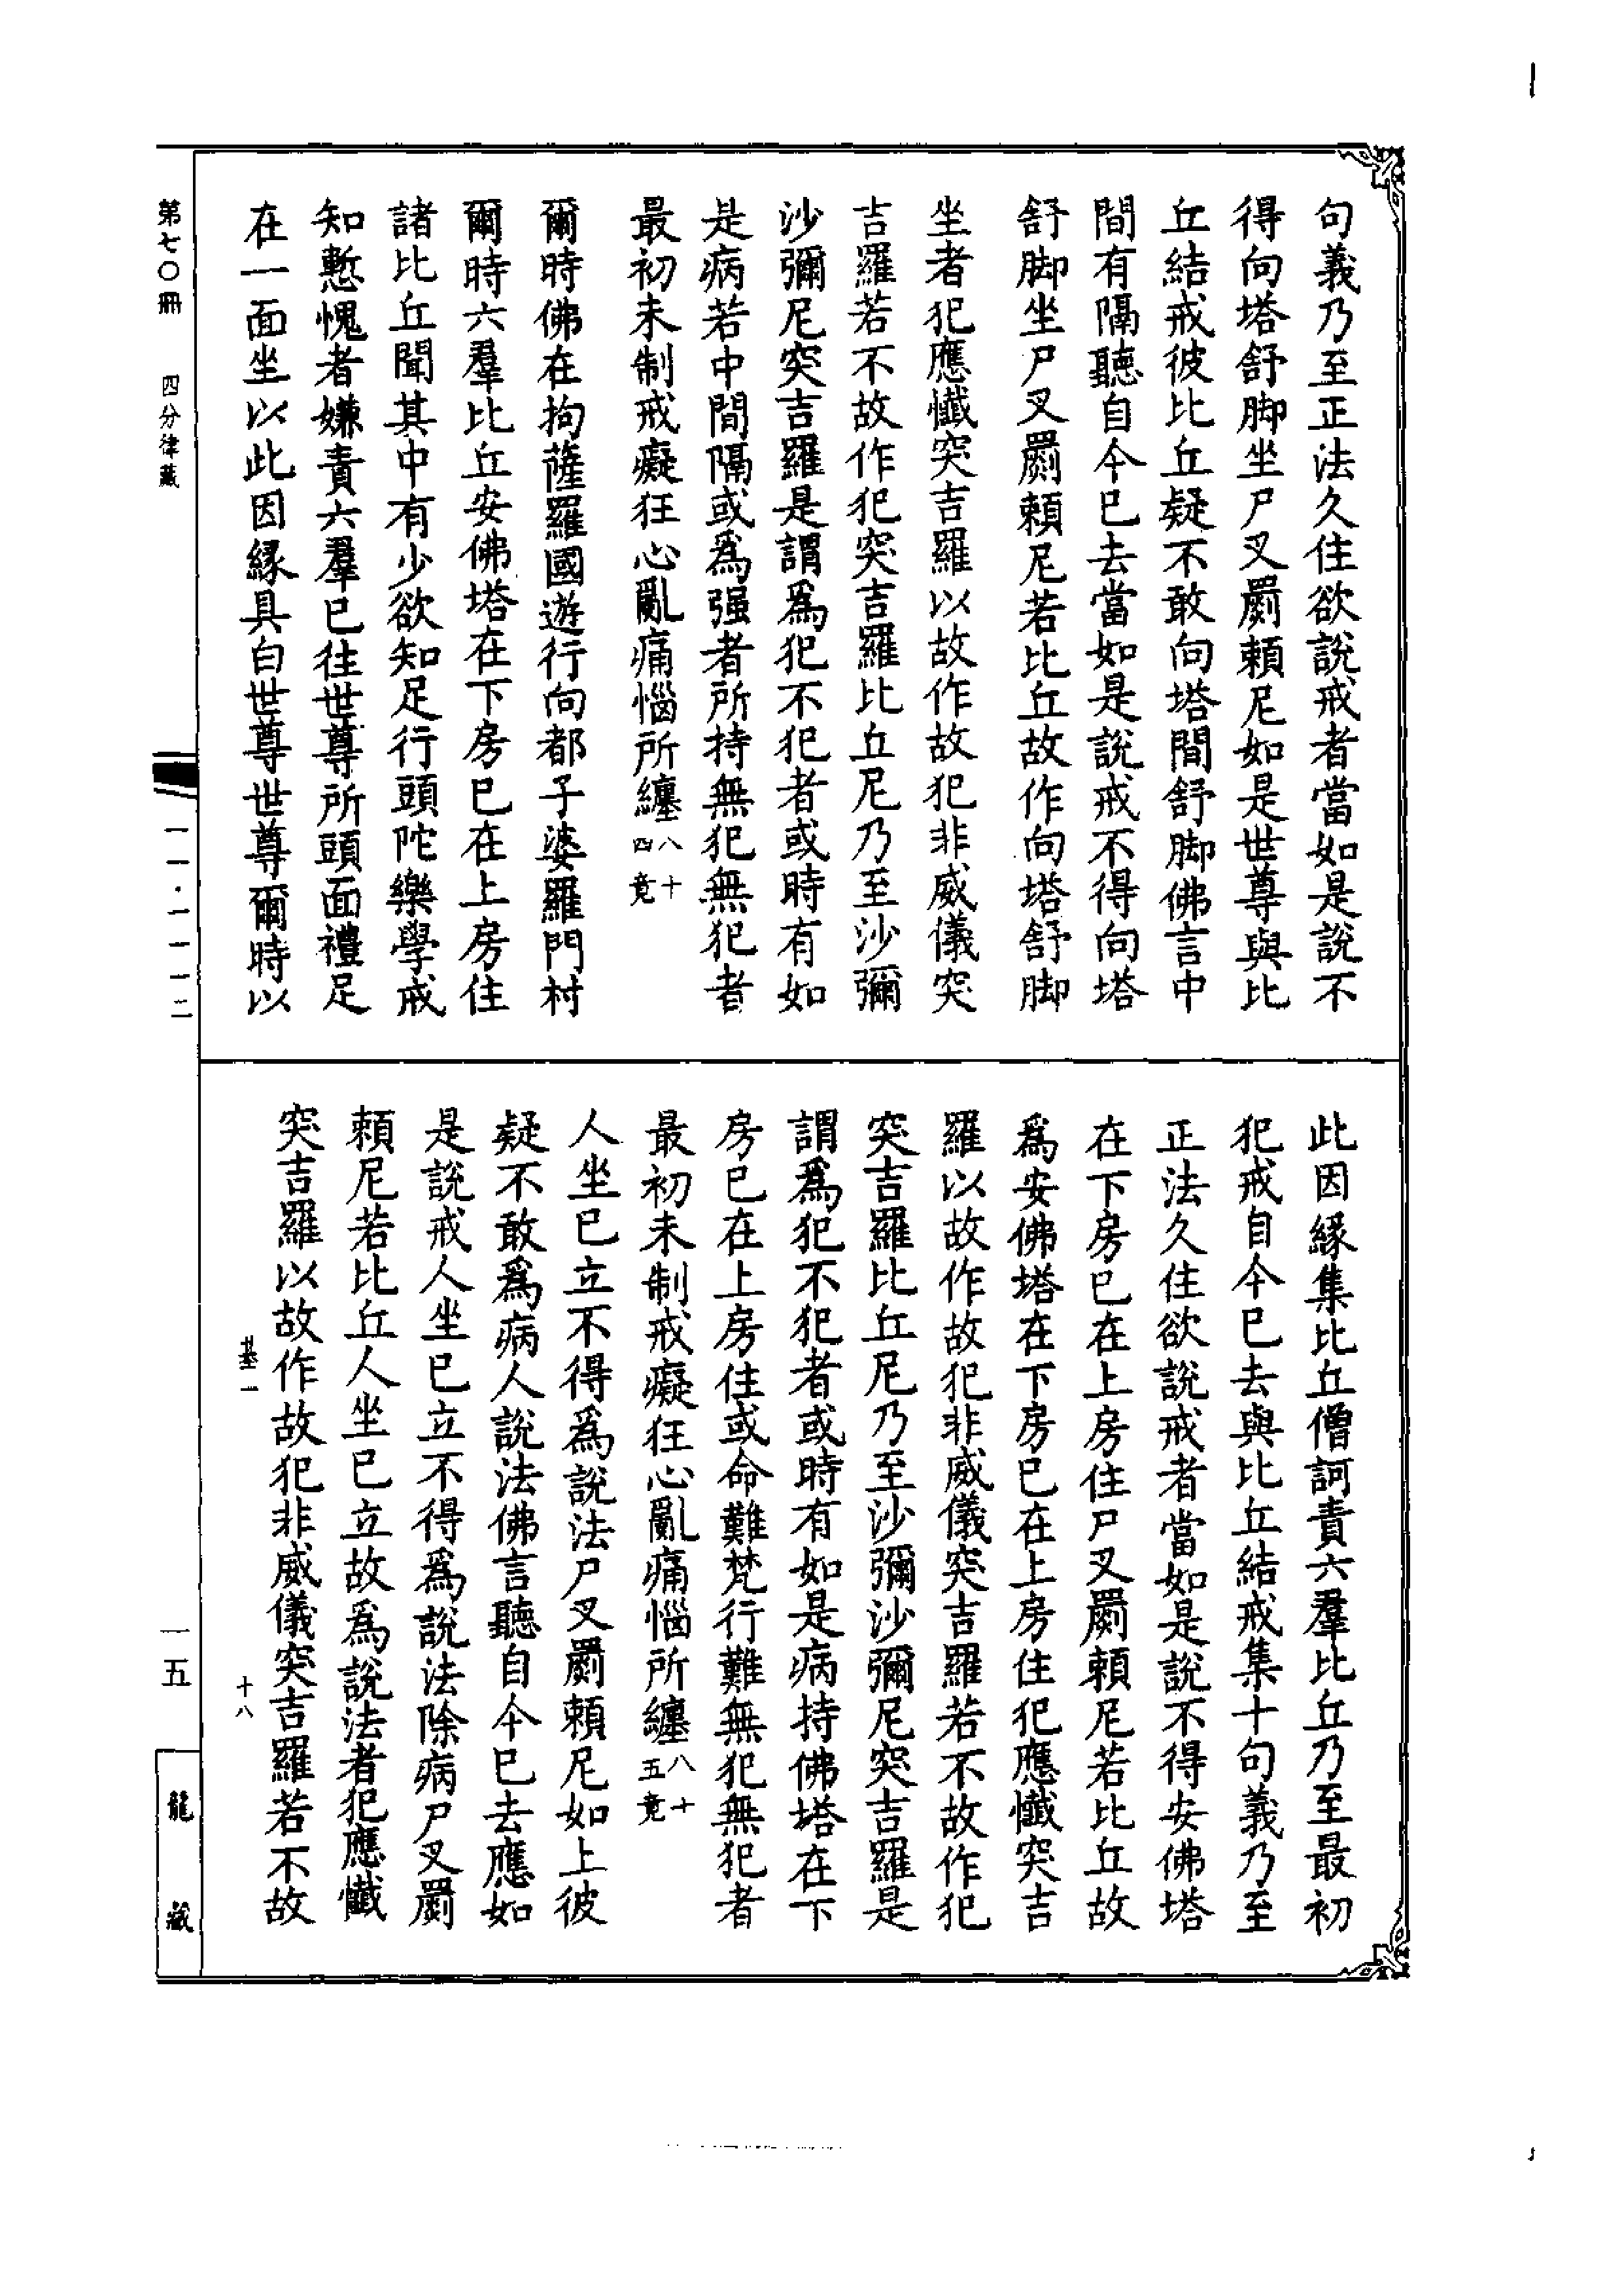 句義乃至正法久住欲說戒者當如是說不
得向塔舒脚坐尸叉罽賴尼如是世尊與比
丘結戒彼比丘疑不敢向塔間舒脚佛言中
間有隔聽自今已去當如是說戒不得向塔
舒脚坐尸叉罽賴尼若比丘故作向塔舒脚
坐者犯應懺突吉羅以故作故犯非威儀突
吉羅若不故作犯突吉羅比丘尼乃至沙彌
沙彌尼突吉羅是謂爲犯不犯者或時有如
是病若中間隔或爲强者所持無犯無犯者
最初未制戒癡狂心亂痛惱所纏八十四竟
爾時佛在拘薩羅國遊行向都子婆羅門村
爾時六羣比丘安佛塔在下房已在上房住
諸比丘聞其中有少欲知足行頭陀樂學戒
知慙愧者嫌責六羣已往世尊所頭面禮足
在一面坐以此因緣具白世尊世尊爾時以
此因緣集比丘僧訶責六羣比丘乃至最初
犯戒自今已去與比丘結戒集十句義乃至
正法久住欲說戒者當如是說不得安佛塔
在下房已在上房住尸叉罽賴尼若比丘故
爲安佛塔在下房已在上房住犯應懺突吉
羅以故作故犯非威儀突吉羅若不故作犯
突吉羅比丘尼乃至沙彌沙彌尼突吉羅是
謂爲犯不犯者或時有如是病持佛塔在下
房已在上房住或命難梵行難無犯無犯者
最初未制戒癡狂心亂痛惱所纏八十五竟
人坐已立不得爲說法尸叉罽賴尼如上彼
疑不敢爲病人說法佛言聽自今已去應如
是說戒人坐已立不得爲說法除病尸叉罽
賴尼若比丘人坐已立故爲說法者犯應懺
突吉羅以故作故犯非威儀突吉羅若不故
基一 十八
第七〇冊 四分律藏 一一·一一一二 一五 龍藏